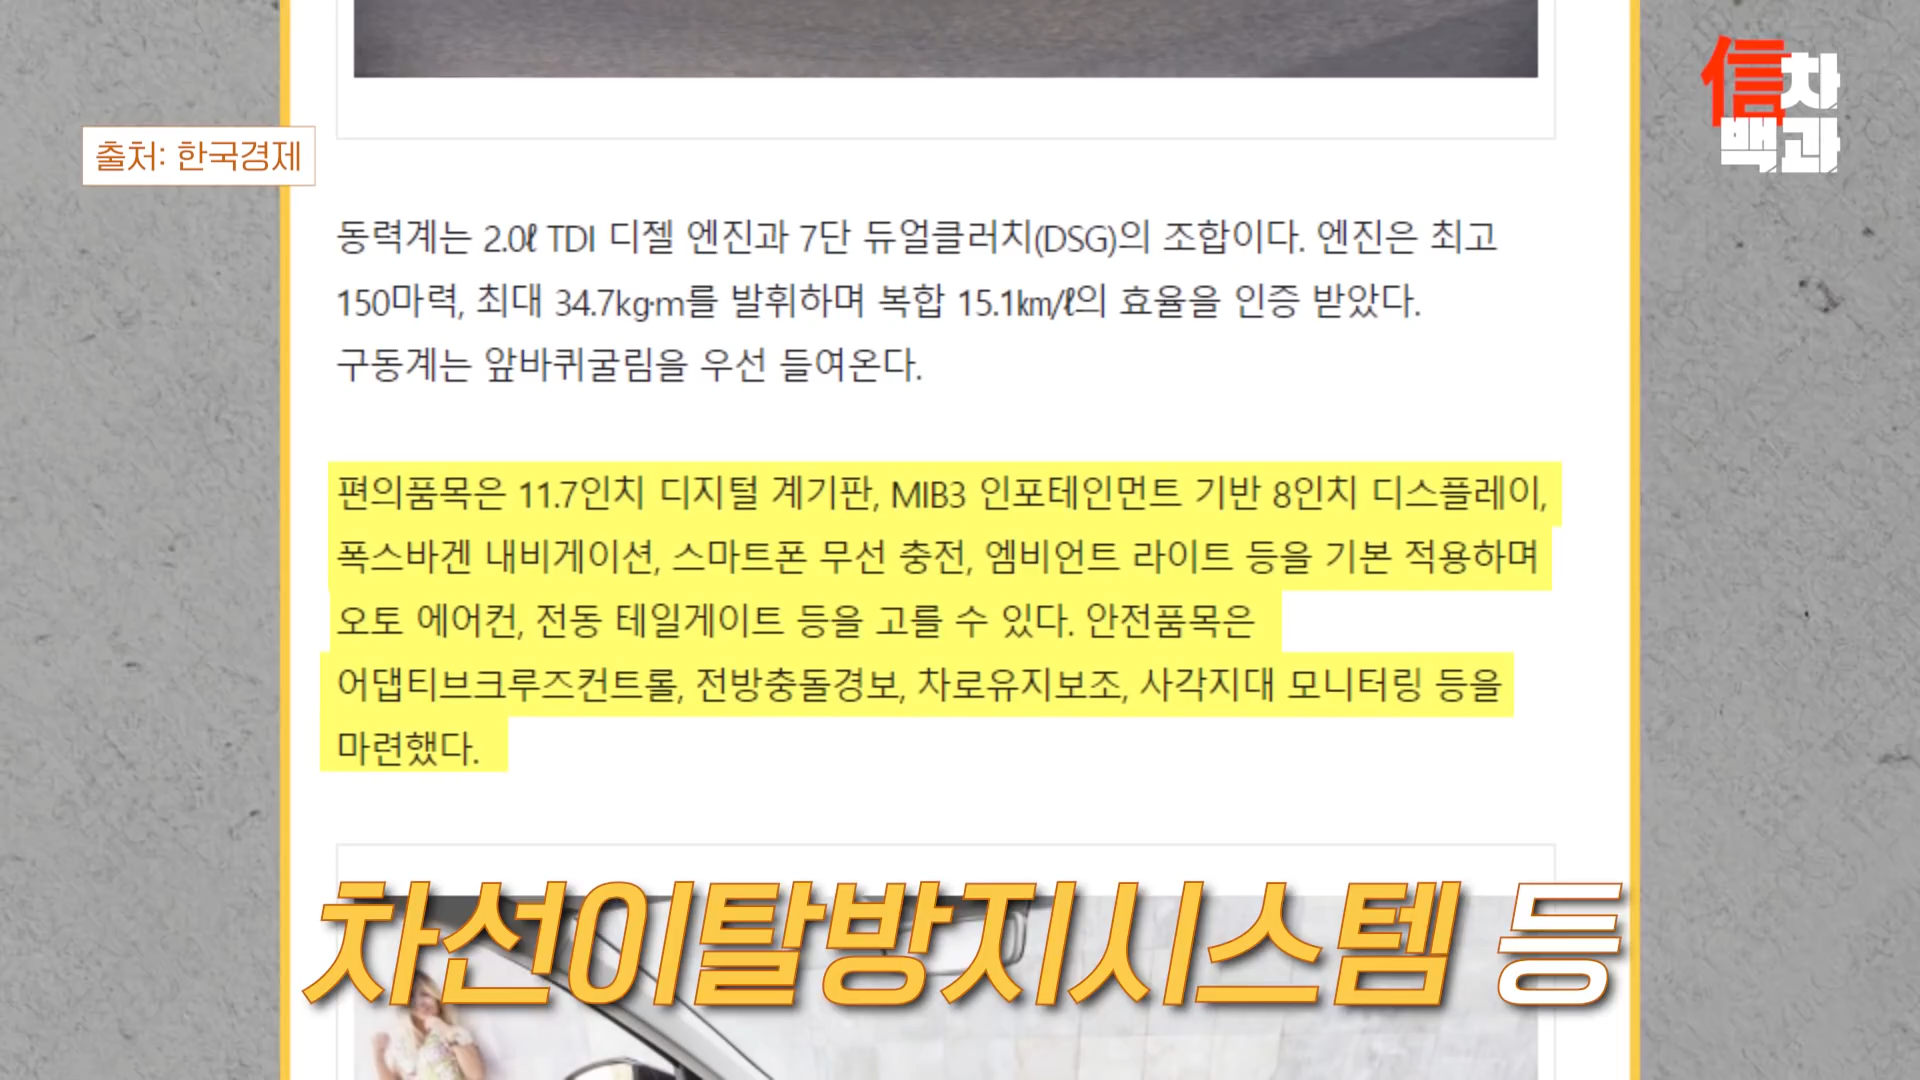 信차
백과
출처: 한국경제
동력계는 2.0ℓ TDI 디젤 엔진과 7단 듀얼클러치(DSG)의 조합이다. 엔진은 최고
150마력, 최대 34.7kg·m를 발휘하며 복합 15.1㎞/ℓ의 효율을 인증 받았다.
구동계는 앞바퀴굴림을 우선 들여온다.
편의품목은 11.7인치 디지털 계기판, MIB3 인포테인먼트 기반 8인치 디스플레이,
폭스바겐 내비게이션, 스마트폰 무선 충전, 엠비언트 라이트 등을 기본 적용하며
오토 에어컨, 전동 테일게이트 등을 고를 수 있다. 안전품목은
어댑티브크루즈컨트롤, 전방충돌경보, 차로유지보조, 사각지대 모니터링 등을
마련했다.
차선이탈방지시스템 등